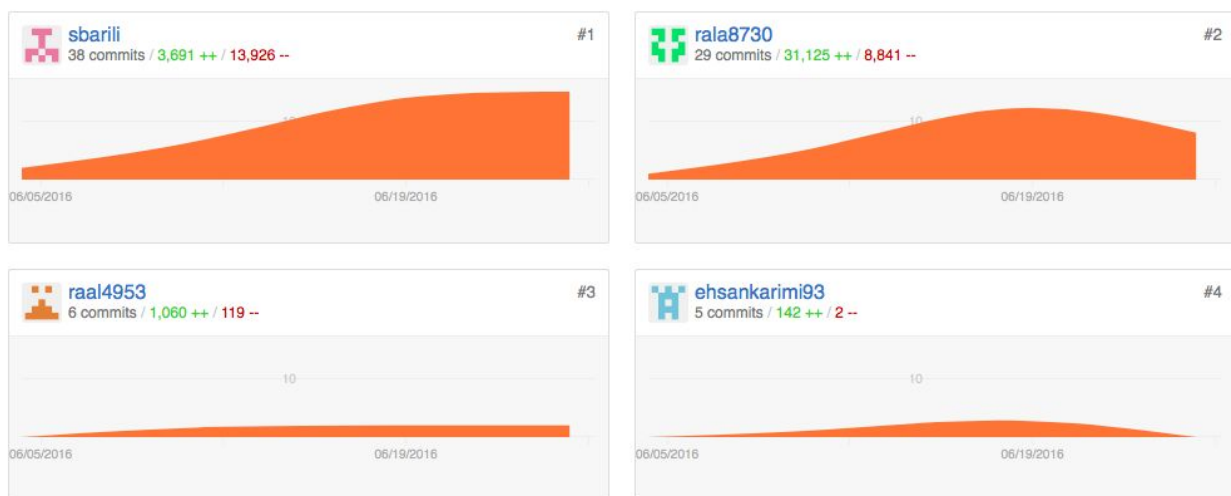 sbarili #1
38 commits / 3,691 ++ / 13,926 --
10
06/05/2016 06/19/2016
rala8730 #2
29 commits / 31,125 ++ / 8,841 --
10
06/05/2016 06/19/2016
raal4953 #3
6 commits / 1,060 ++ / 119 --
10
06/05/2016 06/19/2016
ehsankarimi93 #4
5 commits / 142 ++ / 2 --
10
06/05/2016 06/19/2016